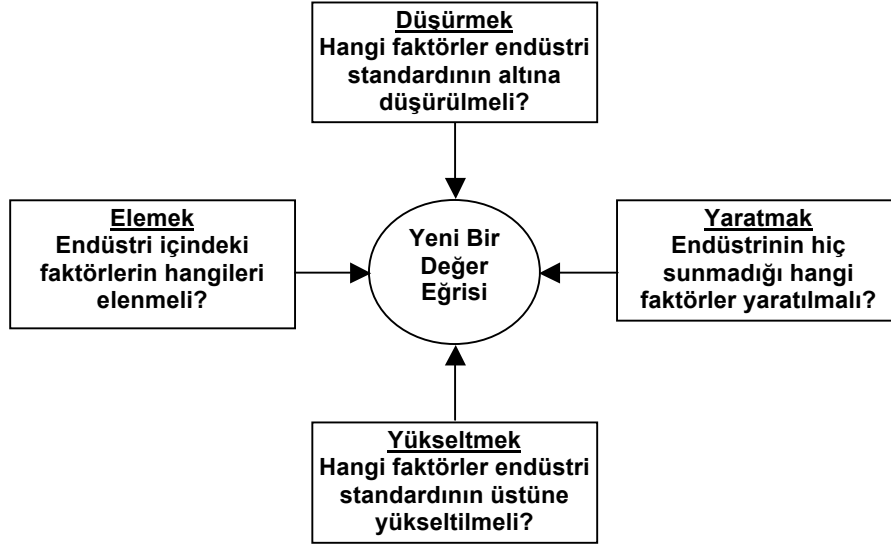 Düşürmek
Hangi faktörler endüstri
standardının altına
düşürülmeli?
Elemek
Endüstri içindeki
faktörlerin hangileri
elenmeli?
Yeni Bir
Değer
Eğrisi
Yaratmak
Endüstrinin hiç
sunmadığı hangi
faktörler yaratılmalı?
Yükseltmek
Hangi faktörler endüstri
standardının üstüne
yükseltilmeli?